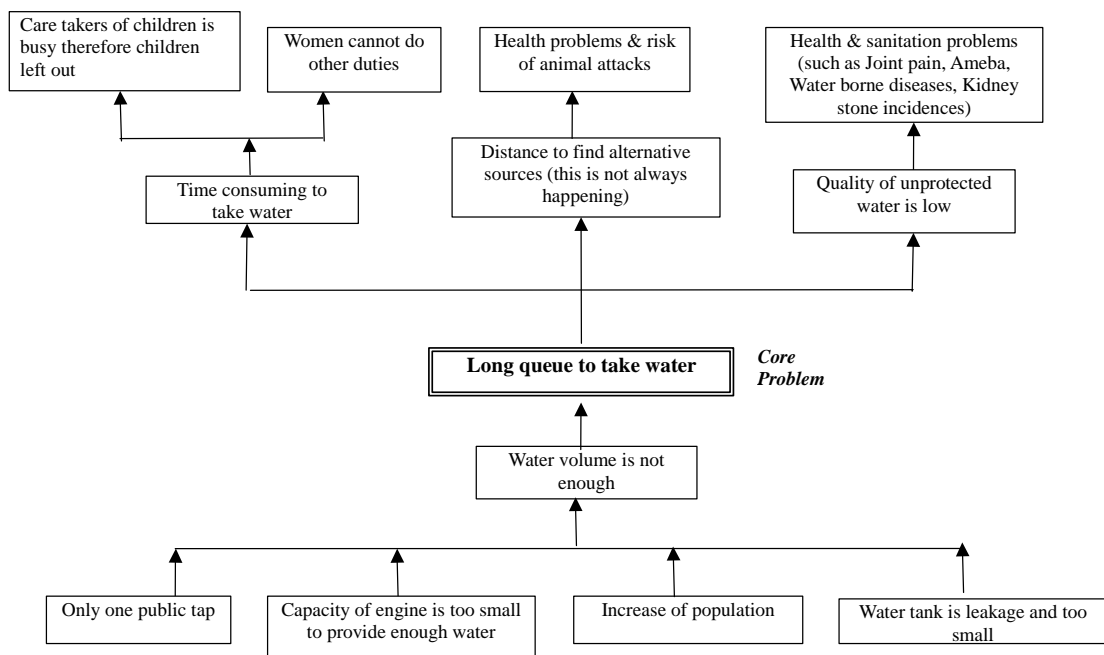 Care takers of children is
busy therefore children
left out
Women cannot do
other duties
Health problems & risk
of animal attacks
Health & sanitation problems
(such as Joint pain, Ameba,
Water borne diseases, Kidney
stone incidences)
Time consuming to
take water
Distance to find alternative
sources (this is not always
happening)
Quality of unprotected
water is low
Long queue to take water
Core
Problem
Water volume is not
enough
Only one public tap
Capacity of engine is too small
to provide enough water
Increase of population
Water tank is leakage and too
small